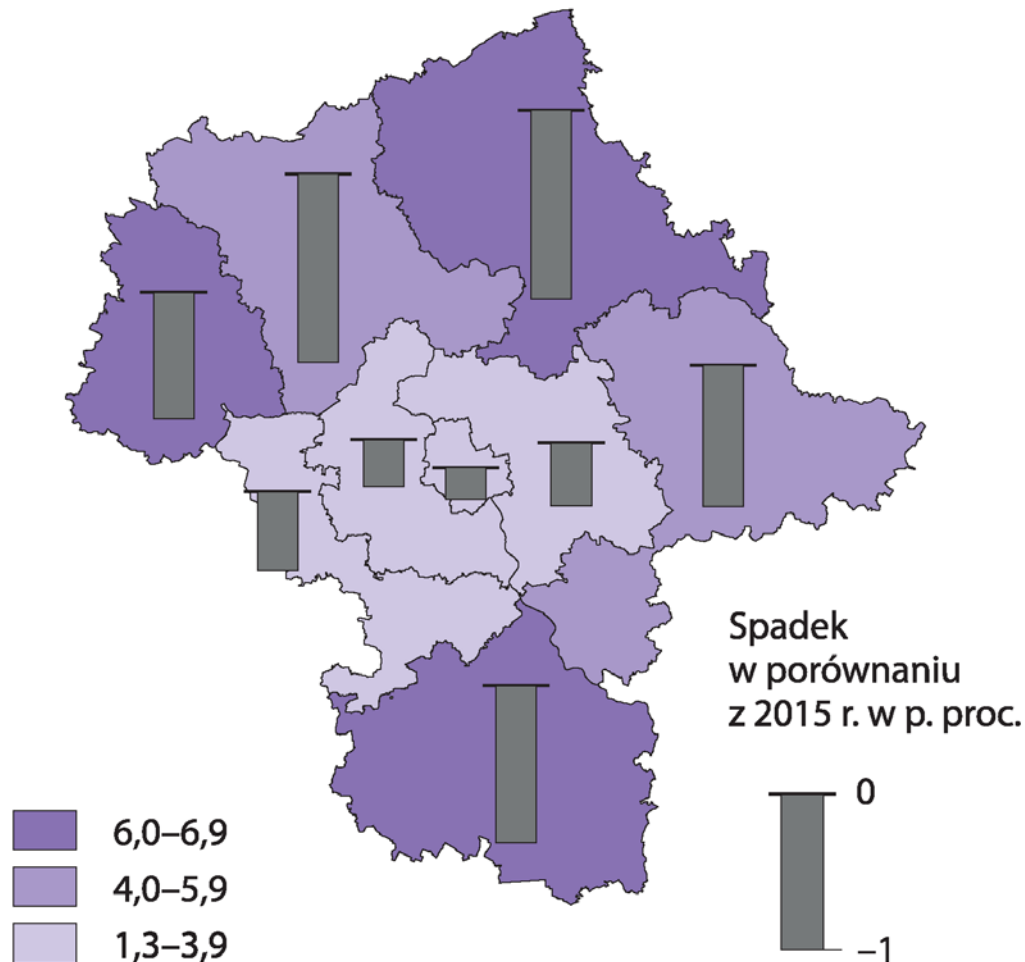 Spadek
w porównaniu
z 2015 r. w p. proc.
0
–1
6,0–6,9
4,0–5,9
1,3–3,9